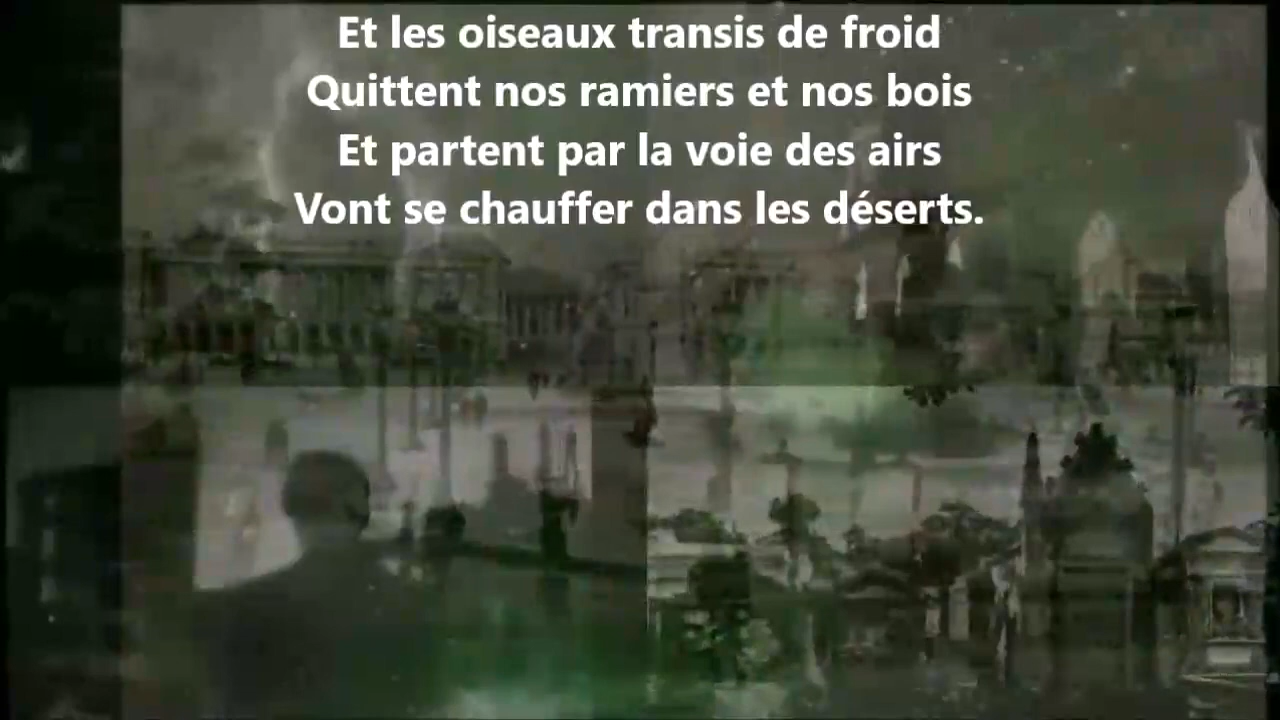 Et les oiseaux transis de froid
Quittent nos ramiers et nos bois
Et partent par la voie des airs
Vont se chauffer dans les déserts.